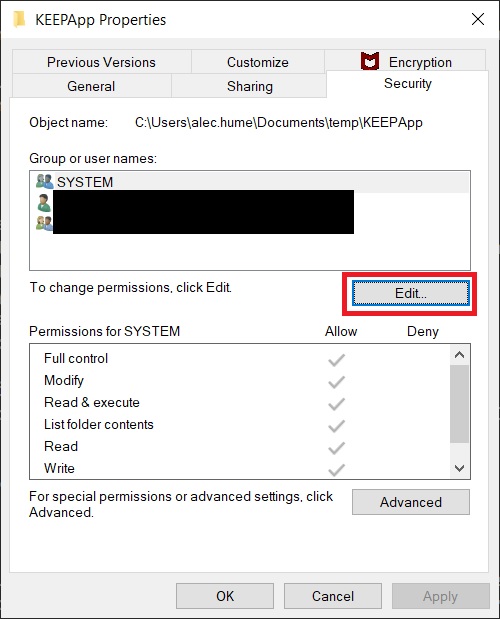 KEEPApp Properties
Previous Versions
Customize
Encryption
General
Sharing
Security
Object name: C:\Users\alec.hume\Documents\temp\KEEPApp
Group or user names:
SYSTEM
To change permissions, click Edit.
Edit...
Permissions for SYSTEM
Allow
Deny
Full control
Modify
Read & execute
List folder contents
Read
Write
For special permissions or advanced settings, click
Advanced.
Advanced
OK
Cancel
Apply